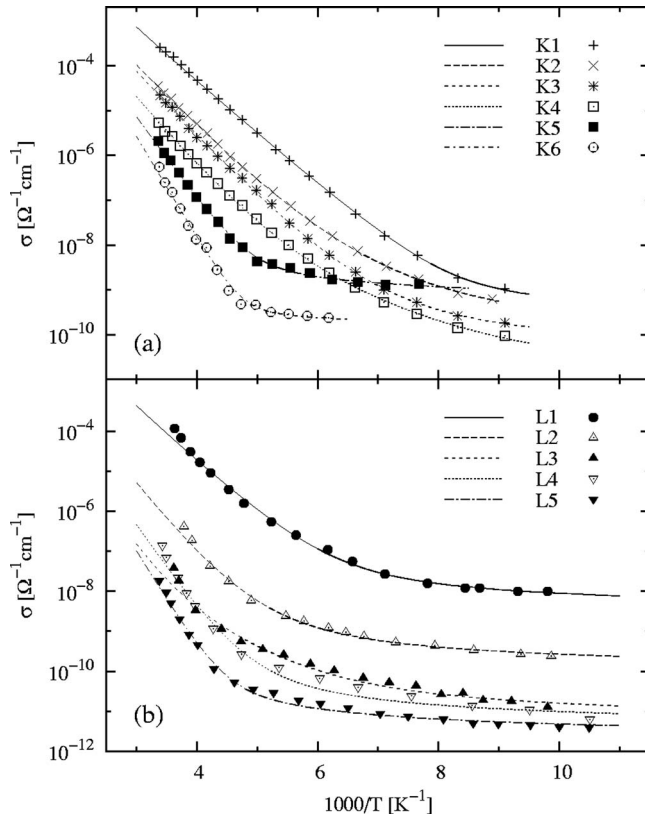 K1
K2
K3
K4
K5
K6
10⁻⁴
10⁻⁶
10⁻⁸
10⁻¹⁰
σ [Ω⁻¹cm⁻¹]
(a)
L1
L2
L3
L4
L5
10⁻⁴
10⁻⁶
10⁻⁸
10⁻¹⁰
10⁻¹²
σ [Ω⁻¹cm⁻¹]
(b)
4 6 8 10
1000/T [K⁻¹]